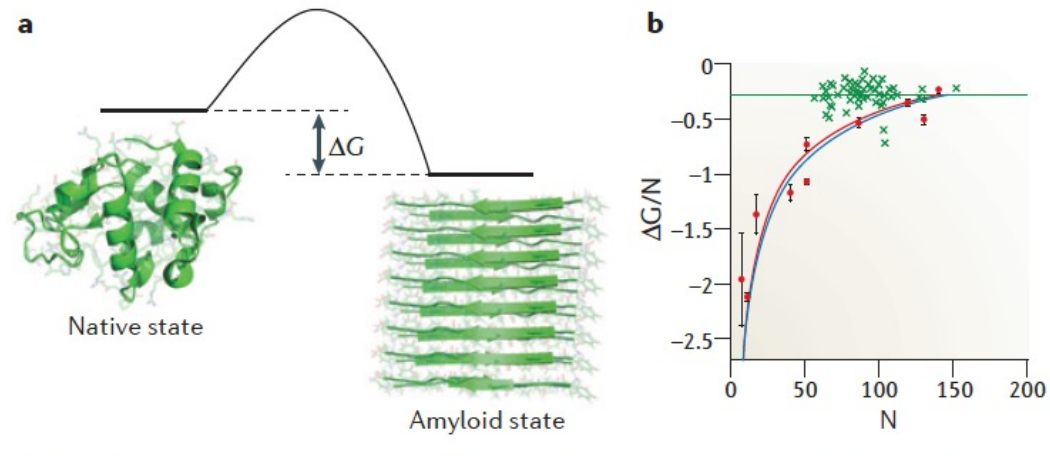 a
ΔG
Native state
Amyloid state
b
0
−0.5
−1
−1.5
−2
−2.5
ΔG/N
0 50 100 150 200
N